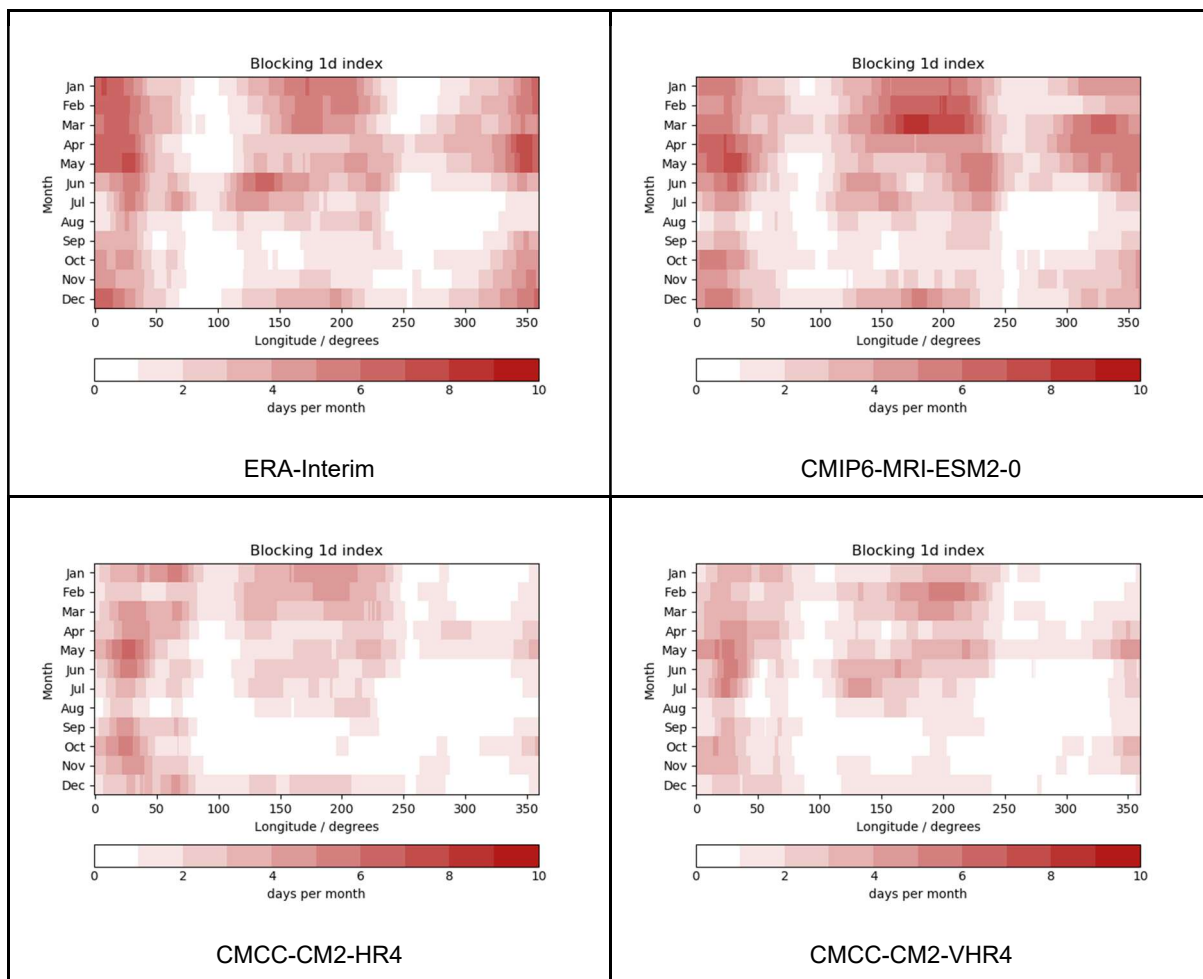 Blocking 1d index
Jan
Feb
Mar
Apr
May
Jun
Jul
Aug
Sep
Oct
Nov
Dec
Month
0 50 100 150 200 250 300 350
Longitude / degrees
0 2 4 6 8 10
days per month
ERA-Interim
Blocking 1d index
Jan
Feb
Mar
Apr
May
Jun
Jul
Aug
Sep
Oct
Nov
Dec
Month
0 50 100 150 200 250 300 350
Longitude / degrees
0 2 4 6 8 10
days per month
CMIP6-MRI-ESM2-0
Blocking 1d index
Jan
Feb
Mar
Apr
May
Jun
Jul
Aug
Sep
Oct
Nov
Dec
Month
0 50 100 150 200 250 300 350
Longitude / degrees
0 2 4 6 8 10
days per month
CMCC-CM2-HR4
Blocking 1d index
Jan
Feb
Mar
Apr
May
Jun
Jul
Aug
Sep
Oct
Nov
Dec
Month
0 50 100 150 200 250 300 350
Longitude / degrees
0 2 4 6 8 10
days per month
CMCC-CM2-VHR4